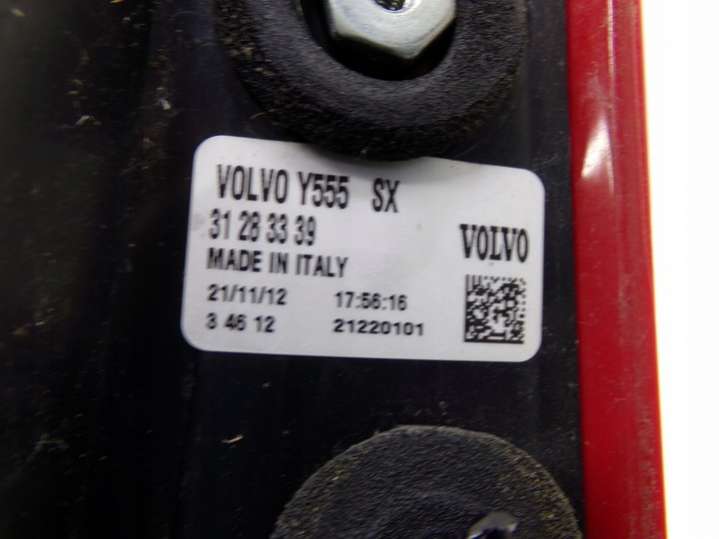 VOLVO Y555 SX
31 28 33 39
VOLVO
MADE IN ITALY
21/11/12 17:56:16
3 46 12 21220101